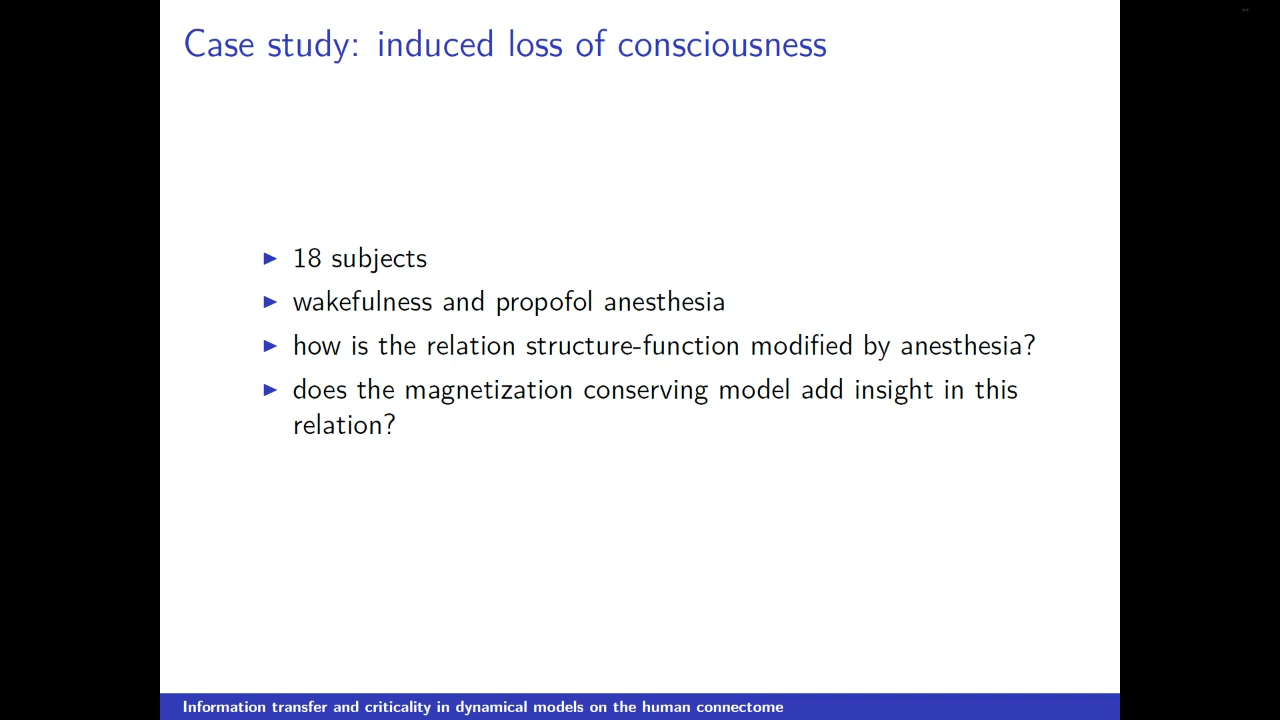 Case study: induced loss of consciousness
18 subjects
wakefulness and propofol anesthesia
how is the relation structure-function modified by anesthesia?
does the magnetization conserving model add insight in this
relation?
Information transfer and criticality in dynamical models on the human connectome